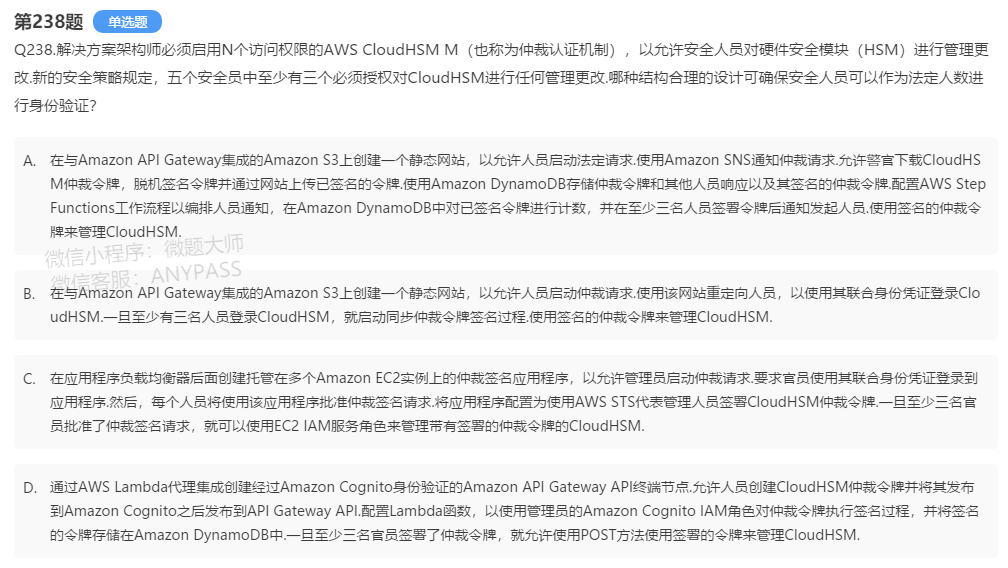 第238题 单选题
Q238.解决方案架构师必须启用N个访问权限的AWS CloudHSM M（也称为仲裁认证机制），以允许安全人员对硬件安全模块（HSM）进行管理更
改.新的安全策略规定，五个安全员中至少有三个必须授权对CloudHSM进行任何管理更改.哪种结构合理的设计可确保安全人员可以作为法定人数进
行身份验证？
A. 在与Amazon API Gateway集成的Amazon S3上创建一个静态网站，以允许人员启动法定请求.使用Amazon SNS通知仲裁请求.允许警官下载CloudHS
M仲裁令牌，脱机签名令牌并通过网站上传已签名的令牌.使用Amazon DynamoDB存储仲裁令牌和其他人员响应以及其签名的仲裁令牌.配置AWS Step
Functions工作流程以编排人员通知，在Amazon DynamoDB中对已签名令牌进行计数，并在至少三名人员签署令牌后通知发起人员.使用签名的仲裁令
牌来管理CloudHSM.
微信小程序：微题大师
微信客服：ANYPASS
B. 在与Amazon API Gateway集成的Amazon S3上创建一个静态网站，以允许人员启动仲裁请求.使用该网站重定向人员，以使用其联合身份凭证登录Clo
udHSM.一旦至少有三名人员登录CloudHSM，就启动同步仲裁令牌签名过程.使用签名的仲裁令牌来管理CloudHSM.
C. 在应用程序负载均衡器后面创建托管在多个Amazon EC2实例上的仲裁签名应用程序，以允许管理员启动仲裁请求.要求官员使用其联合身份凭证登录到
应用程序.然后，每个人员将使用该应用程序批准仲裁签名请求.将应用程序配置为使用AWS STS代表管理人员签署CloudHSM仲裁令牌.一旦至少三名官
员批准了仲裁签名请求，就可以使用EC2 IAM服务角色来管理带有签署的仲裁令牌的CloudHSM.
D. 通过AWS Lambda代理集成创建经过Amazon Cognito身份验证的Amazon API Gateway API终端节点.允许人员创建CloudHSM仲裁令牌并将其发布
到Amazon Cognito之后发布到API Gateway API.配置Lambda函数，以使用管理员的Amazon Cognito IAM角色对仲裁令牌执行签名过程，并将签名
的令牌存储在Amazon DynamoDB中.一旦至少三名官员签署了仲裁令牌，就允许使用POST方法使用签署的令牌来管理CloudHSM.